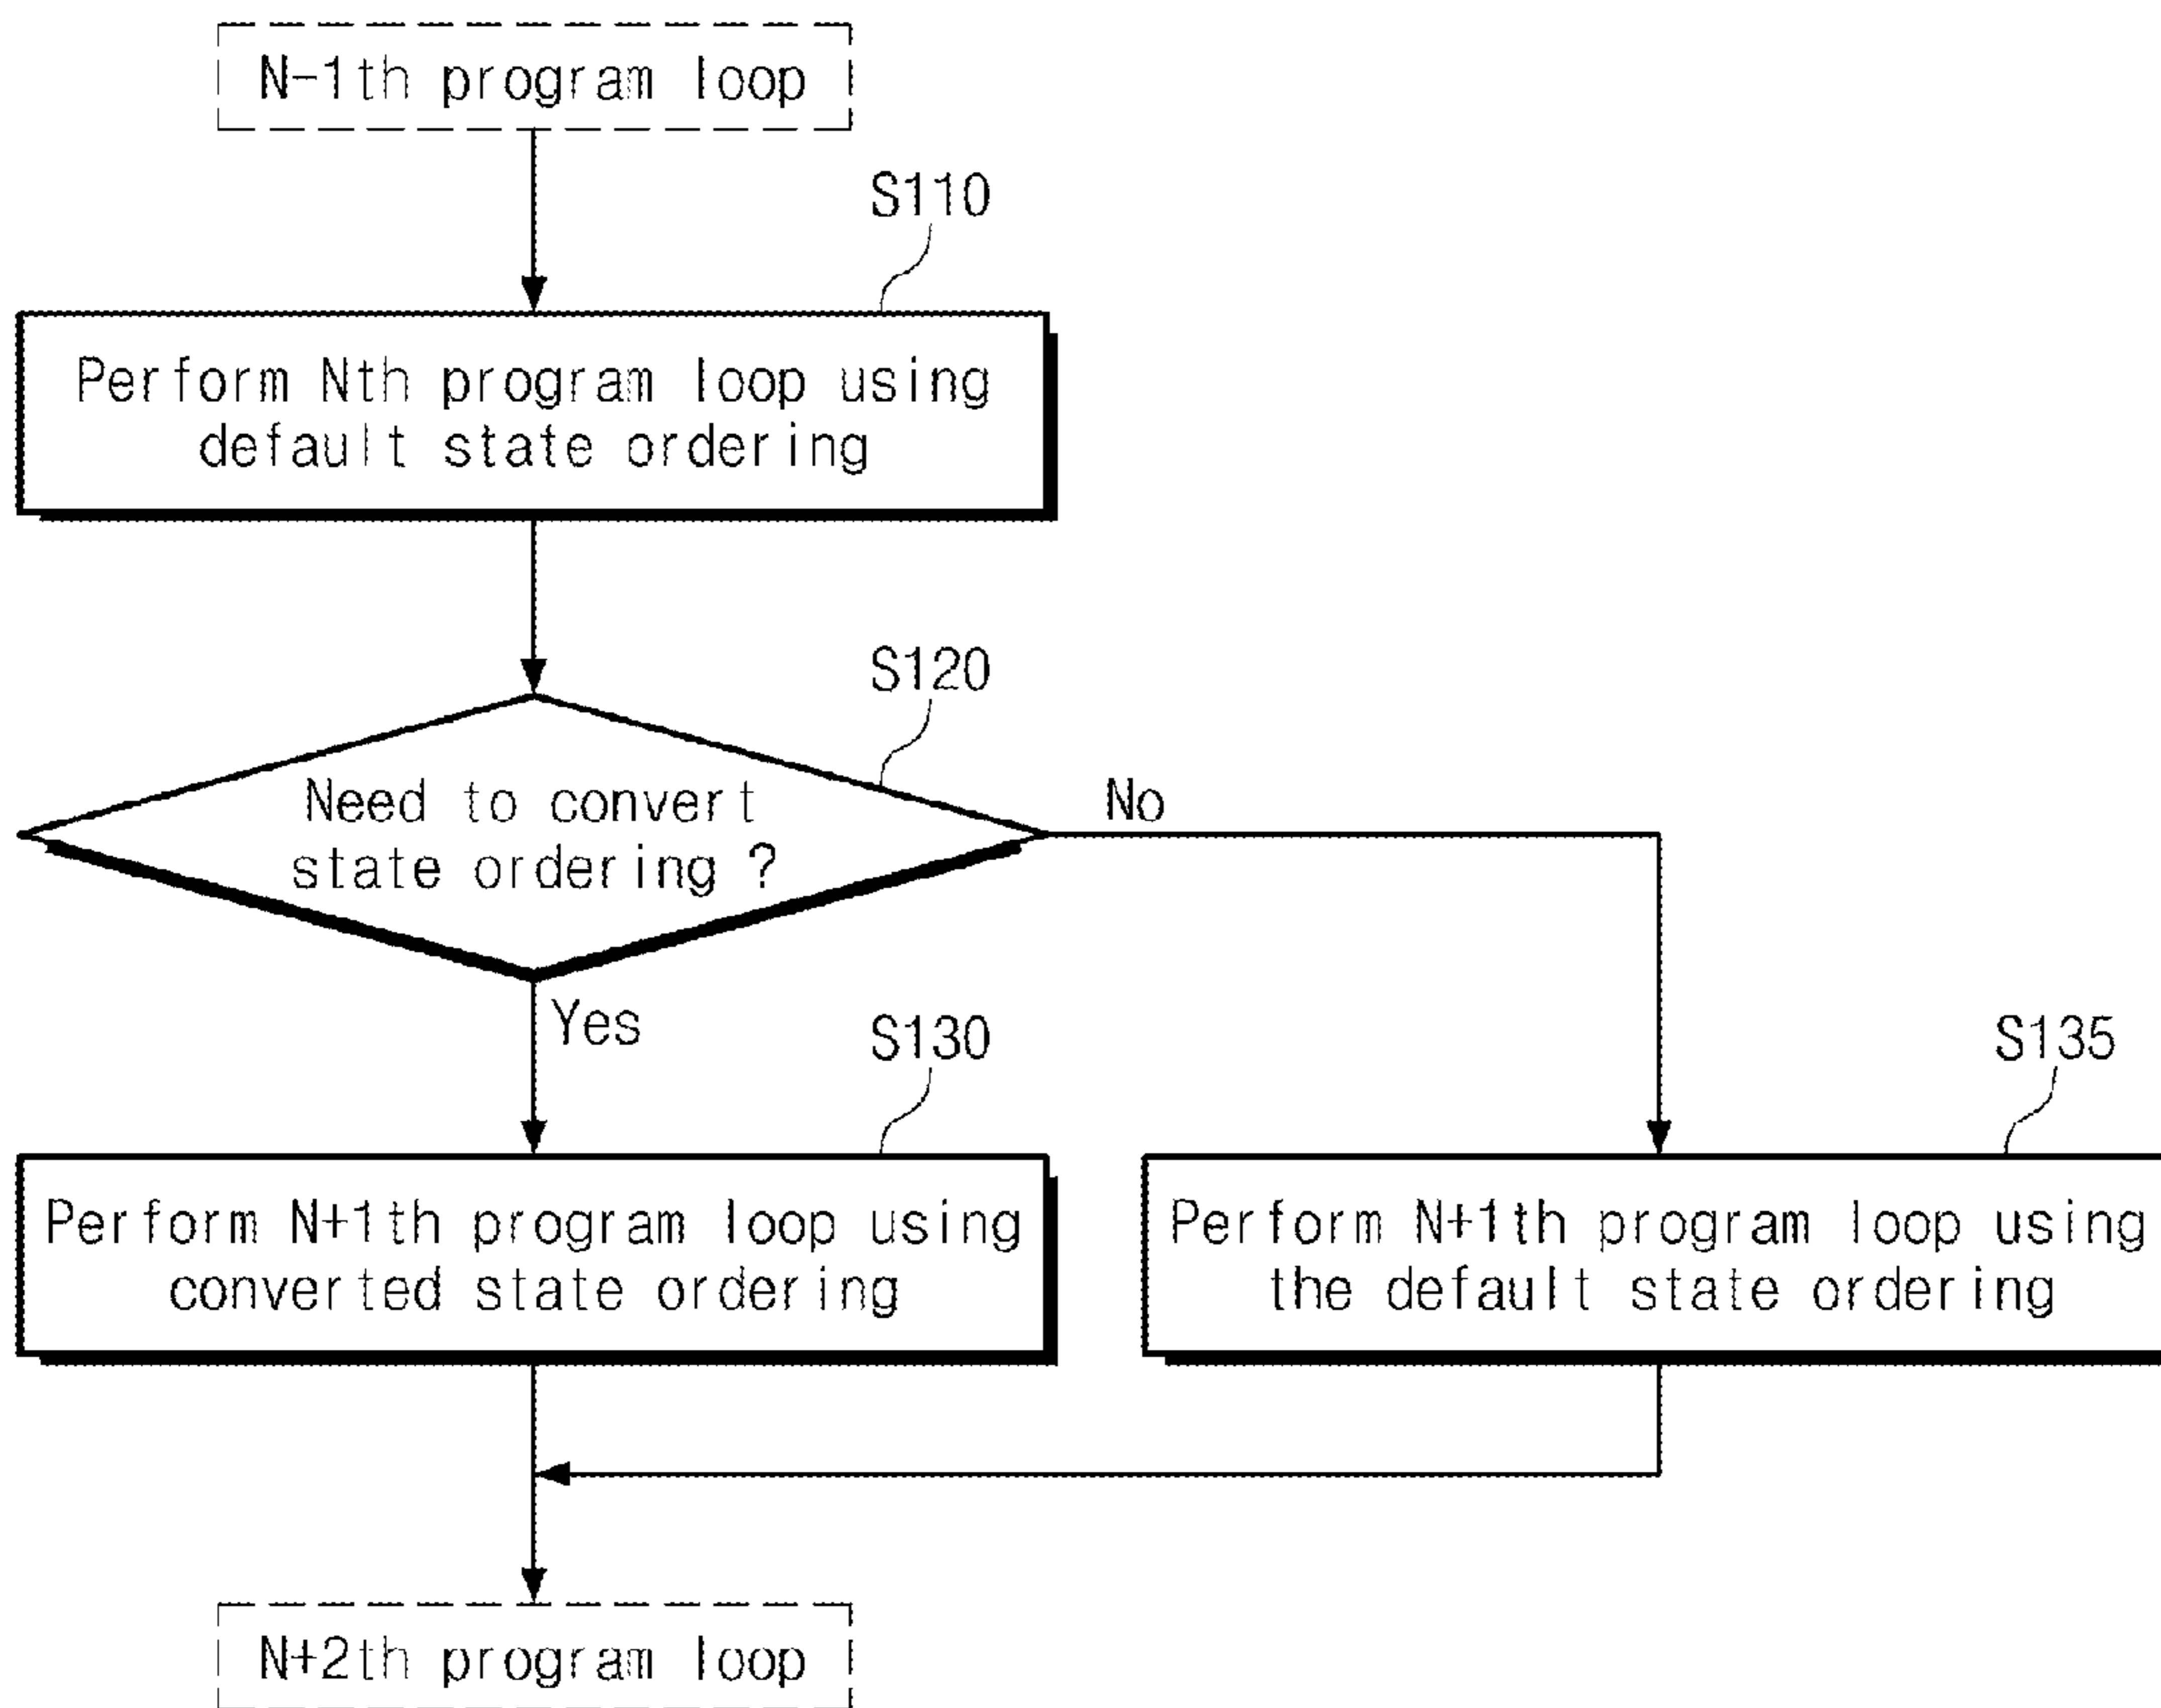 N-1th program loop
S110
Perform Nth program loop using
default state ordering
S120
Need to convert
state ordering ?
No
Yes
S130
S135
Perform N+1th program loop using
converted state ordering
Perform N+1th program loop using
the default state ordering
N+2th program loop